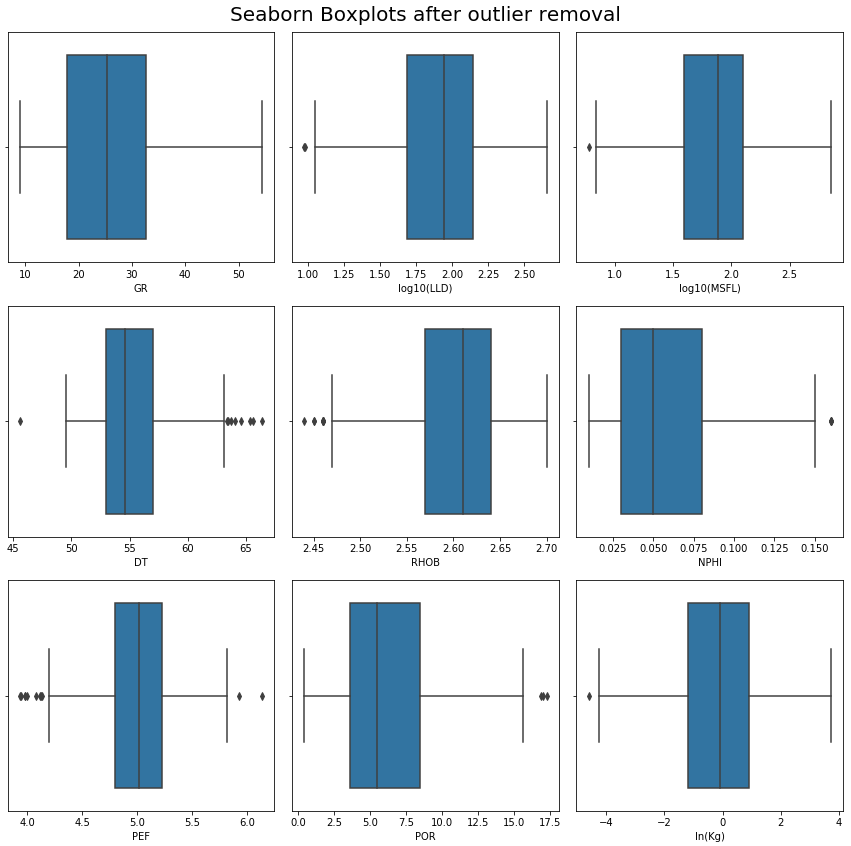 Seaborn Boxplots after outlier removal
10 20 30 40 50
GR
1.00 1.25 1.50 1.75 2.00 2.25 2.50
log10(LLD)
1.0 1.5 2.0 2.5
log10(MSFL)
45 50 55 60 65
DT
2.45 2.50 2.55 2.60 2.65 2.70
RHOB
0.025 0.050 0.075 0.100 0.125 0.150
NPHI
4.0 4.5 5.0 5.5 6.0
PEF
0.0 2.5 5.0 7.5 10.0 12.5 15.0 17.5
POR
−4 −2 0 2 4
ln(Kg)